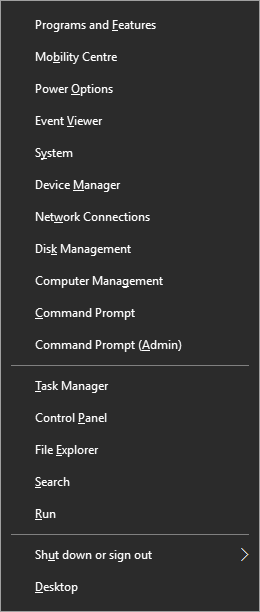 Programs and Features
Mobility Centre
Power Options
Event Viewer
System
Device Manager
Network Connections
Disk Management
Computer Management
Command Prompt
Command Prompt (Admin)
Task Manager
Control Panel
File Explorer
Search
Run
Shut down or sign out
Desktop